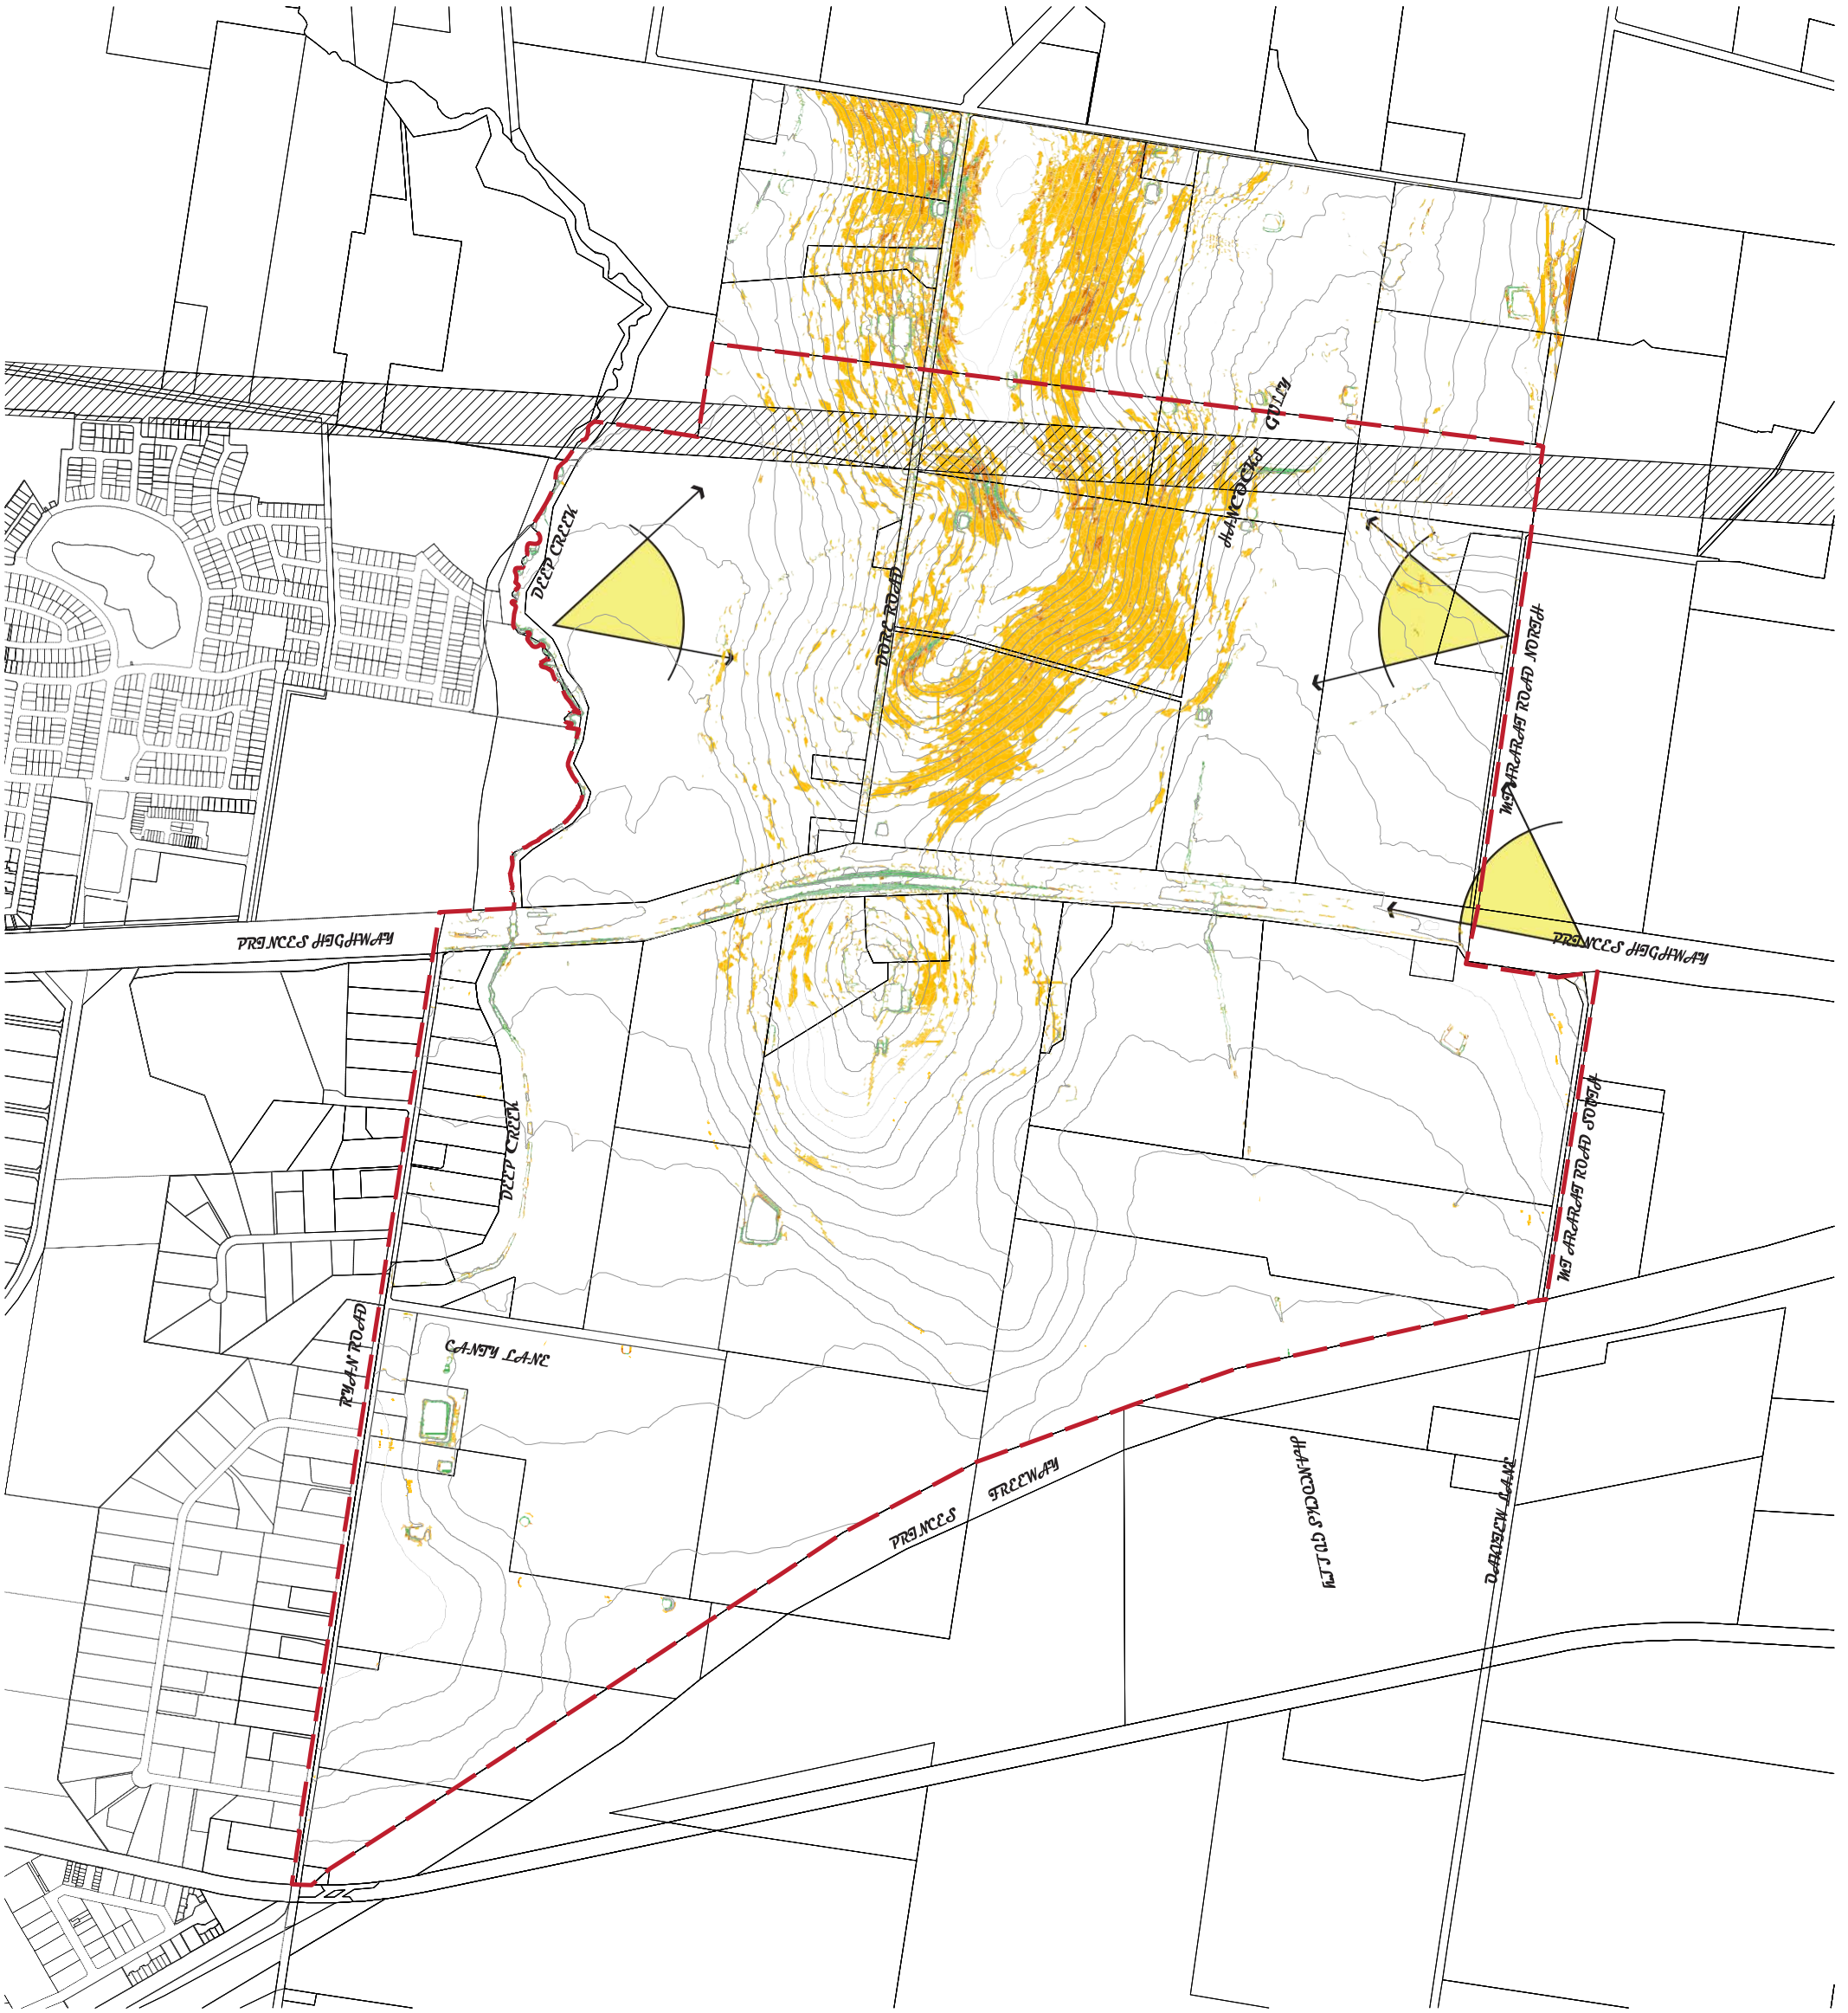 HANCOCKS GULLY
DEEP CREEK
DORE ROAD
MT ARARAT ROAD NORTH
PRINCES HIGHWAY
PRINCES HIGHWAY
DEEP CREEK
MT ARARAT ROAD SOUTH
RYAN ROAD
CANTY LANE
PRINCES FREEWAY
HANCOCKS GULLY
OAKVIEW LANE